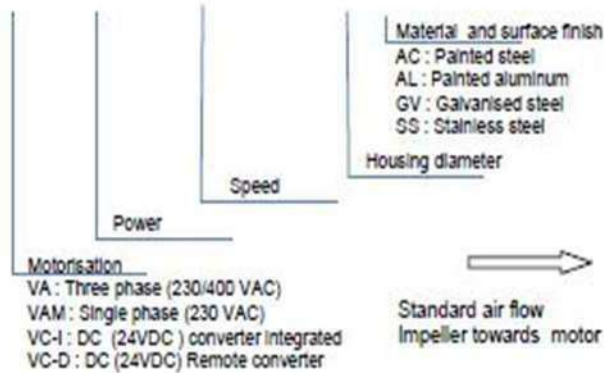 Material and surface finish
AC : Painted steel
AL : Painted aluminum
GV : Galvanised steel
SS : Stainless steel
Housing diameter
Speed
Power
Motorisation
VA : Three phase (230/400 VAC)
VAM : Single phase (230 VAC)
VC-I : DC (24VDC ) converter integrated
VC-D : DC (24VDC) Remote converter
Standard air flow
Impeller towards motor